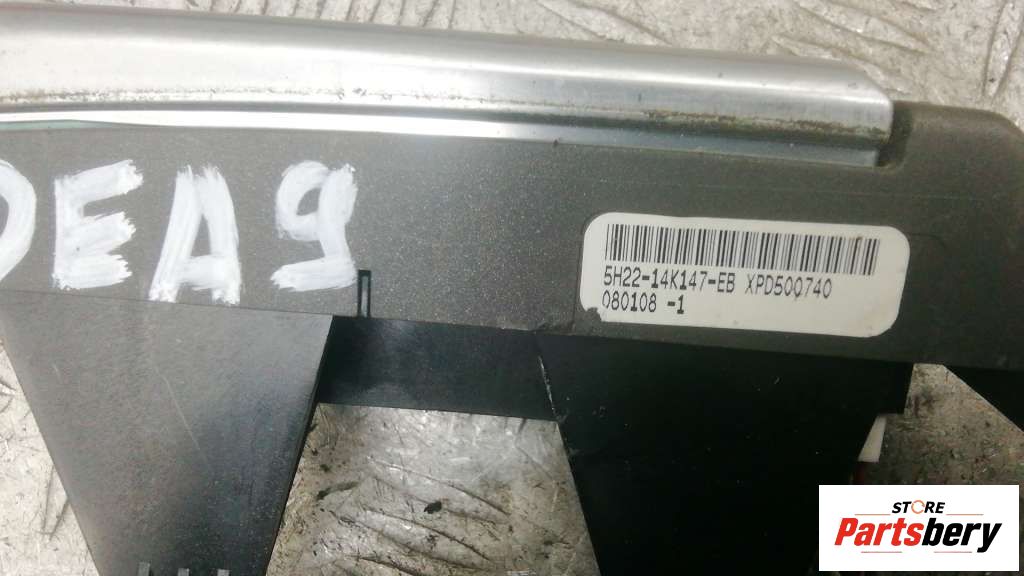 DEA9
5H22-14K147-EB XPD500740
080108 -1
STORE
Partsbery